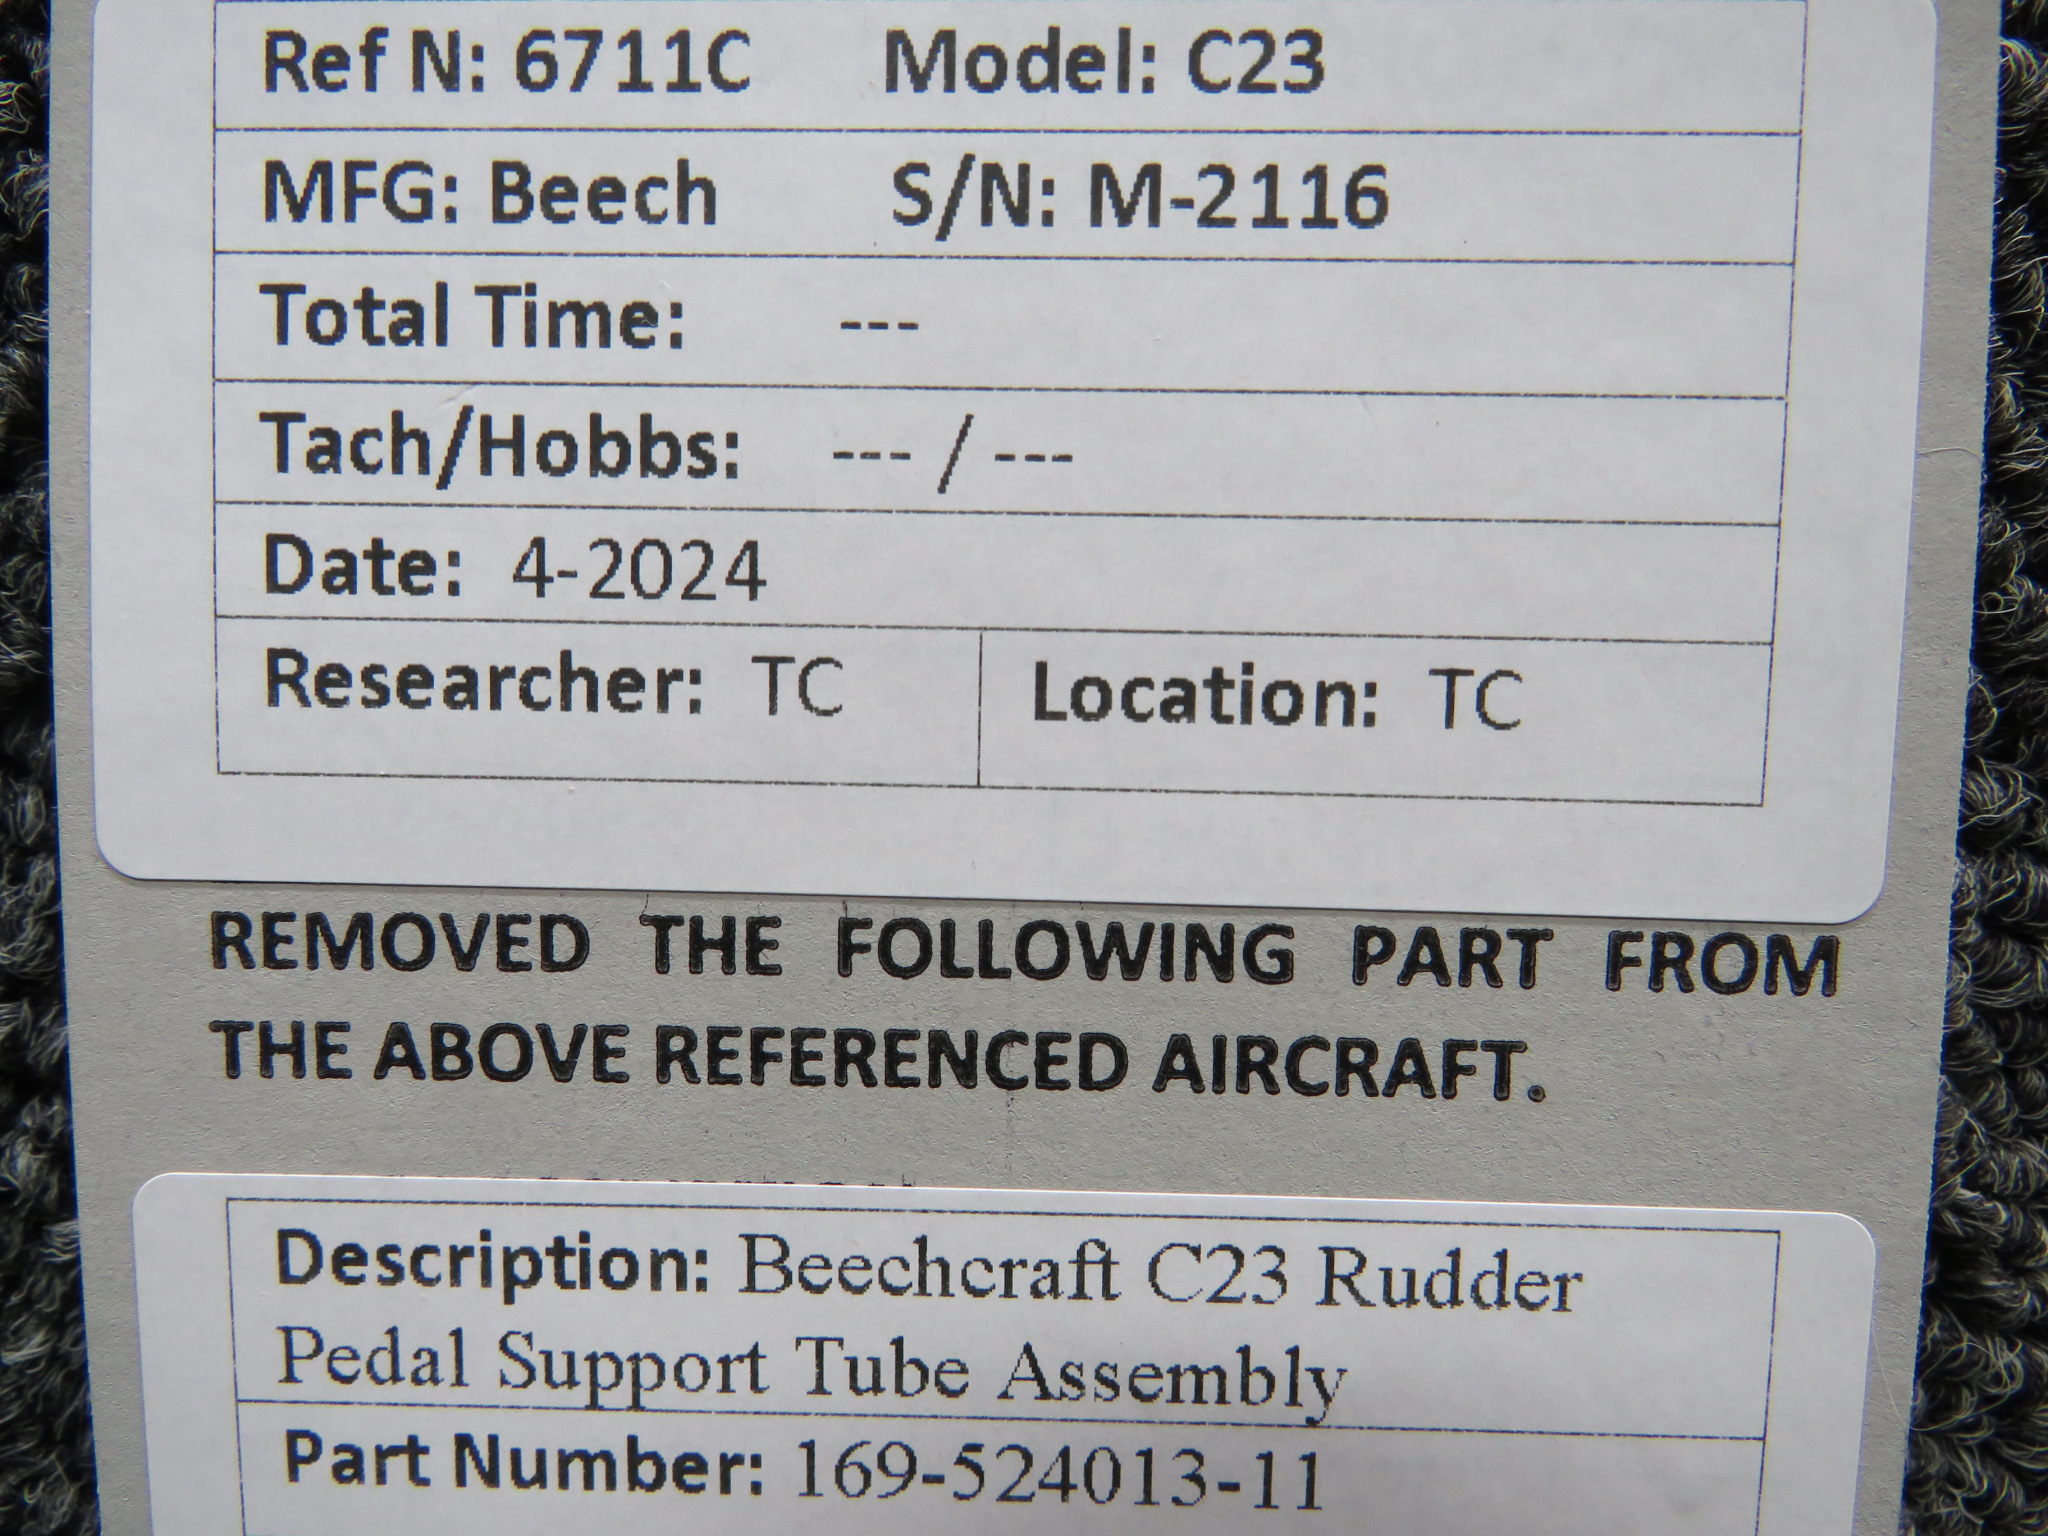 Ref N: 6711C Model: C23
MFG: Beech S/N: M-2116
Total Time: ---
Tach/Hobbs: --- / ---
Date: 4-2024
Researcher: TC Location: TC
REMOVED THE FOLLOWING PART FROM
THE ABOVE REFERENCED AIRCRAFT.
Description: Beechcraft C23 Rudder
Pedal Support Tube Assembly
Part Number: 169-524013-11